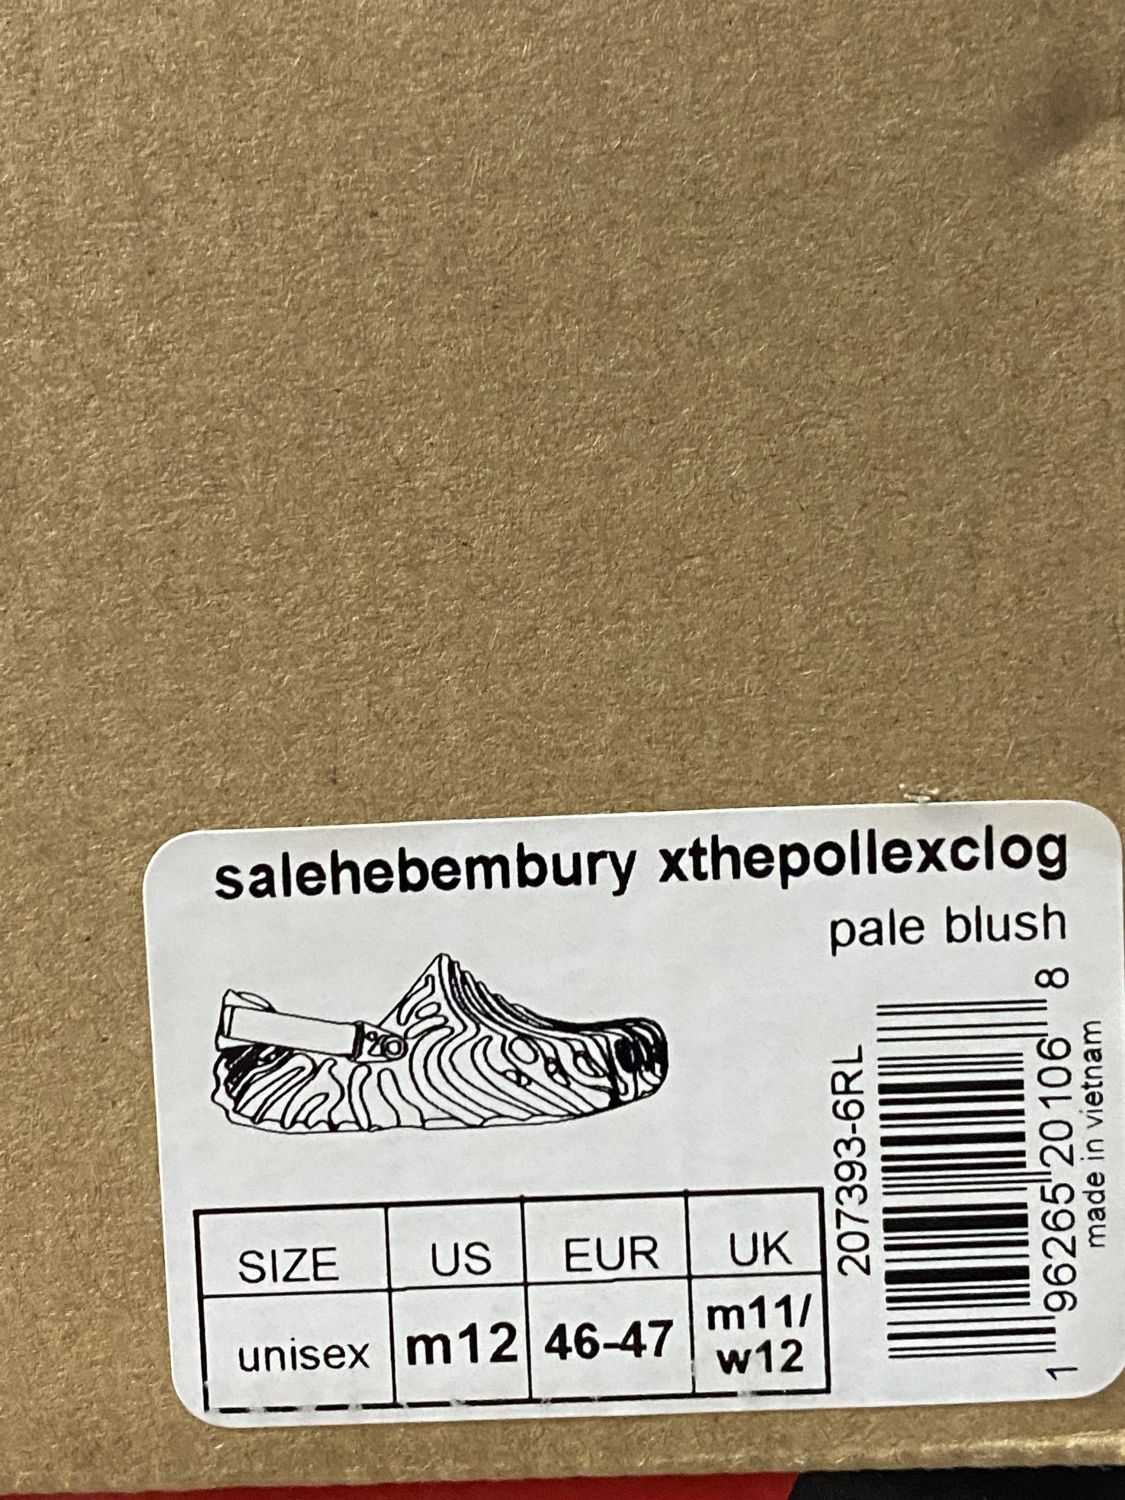 salehebembury xthepollexclog
pale blush
207393-6RL
1 96265 20106 8
made in vietnam
SIZE US EUR UK
unisex m12 46-47 m11/
w12